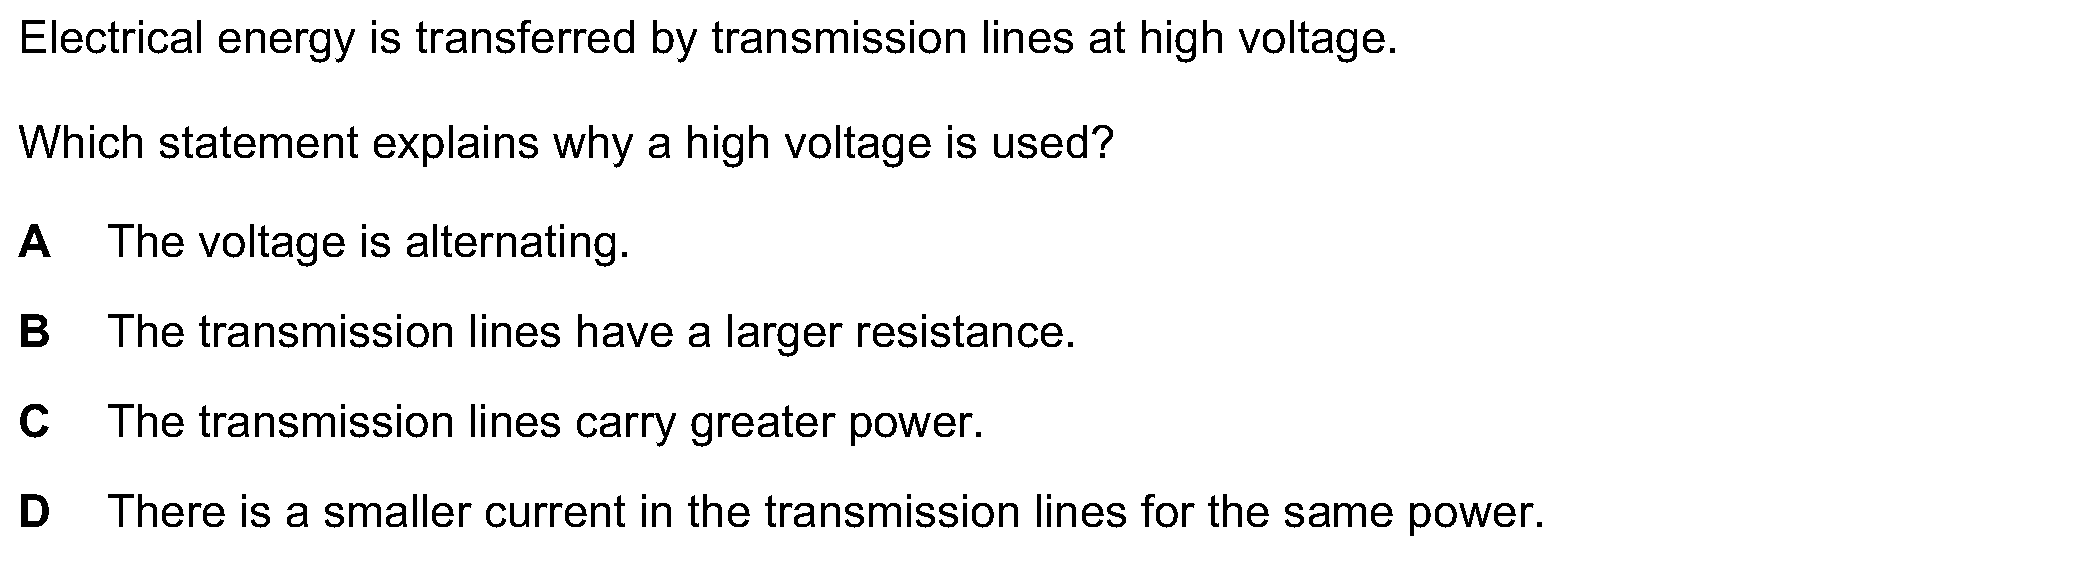 Electrical energy is transferred by transmission lines at high voltage.
Which statement explains why a high voltage is used?
A The voltage is alternating.
B The transmission lines have a larger resistance.
C The transmission lines carry greater power.
D There is a smaller current in the transmission lines for the same power.